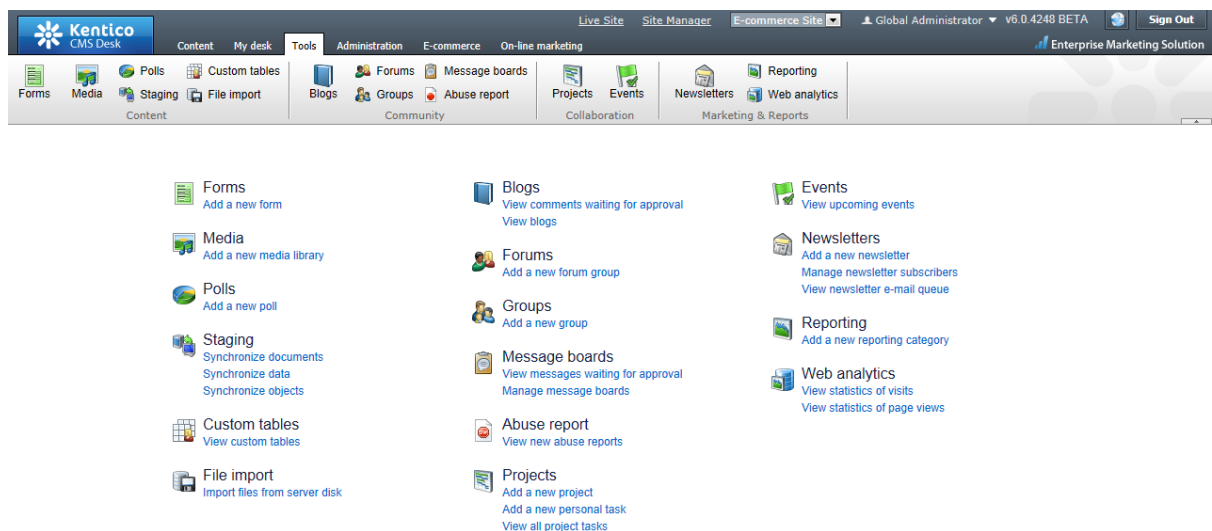 Kentico
CMS Desk
Live Site Site Manager E-commerce Site Global Administrator v6.0.4248 BETA Sign Out
Content My desk Tools Administration E-commerce On-line marketing Enterprise Marketing Solution
Forms Media Polls Custom tables
Staging File import
Content
Blogs Forums Message boards
Groups Abuse report
Community
Projects Events
Collaboration
Newsletters Reporting
Web analytics
Marketing & Reports
Forms
Add a new form
Media
Add a new media library
Polls
Add a new poll
Staging
Synchronize documents
Synchronize data
Synchronize objects
Custom tables
View custom tables
File import
Import files from server disk
Blogs
View comments waiting for approval
View blogs
Forums
Add a new forum group
Groups
Add a new group
Message boards
View messages waiting for approval
Manage message boards
Abuse report
View new abuse reports
Projects
Add a new project
Add a new personal task
View all project tasks
Events
View upcoming events
Newsletters
Add a new newsletter
Manage newsletter subscribers
View newsletter e-mail queue
Reporting
Add a new reporting category
Web analytics
View statistics of visits
View statistics of page views